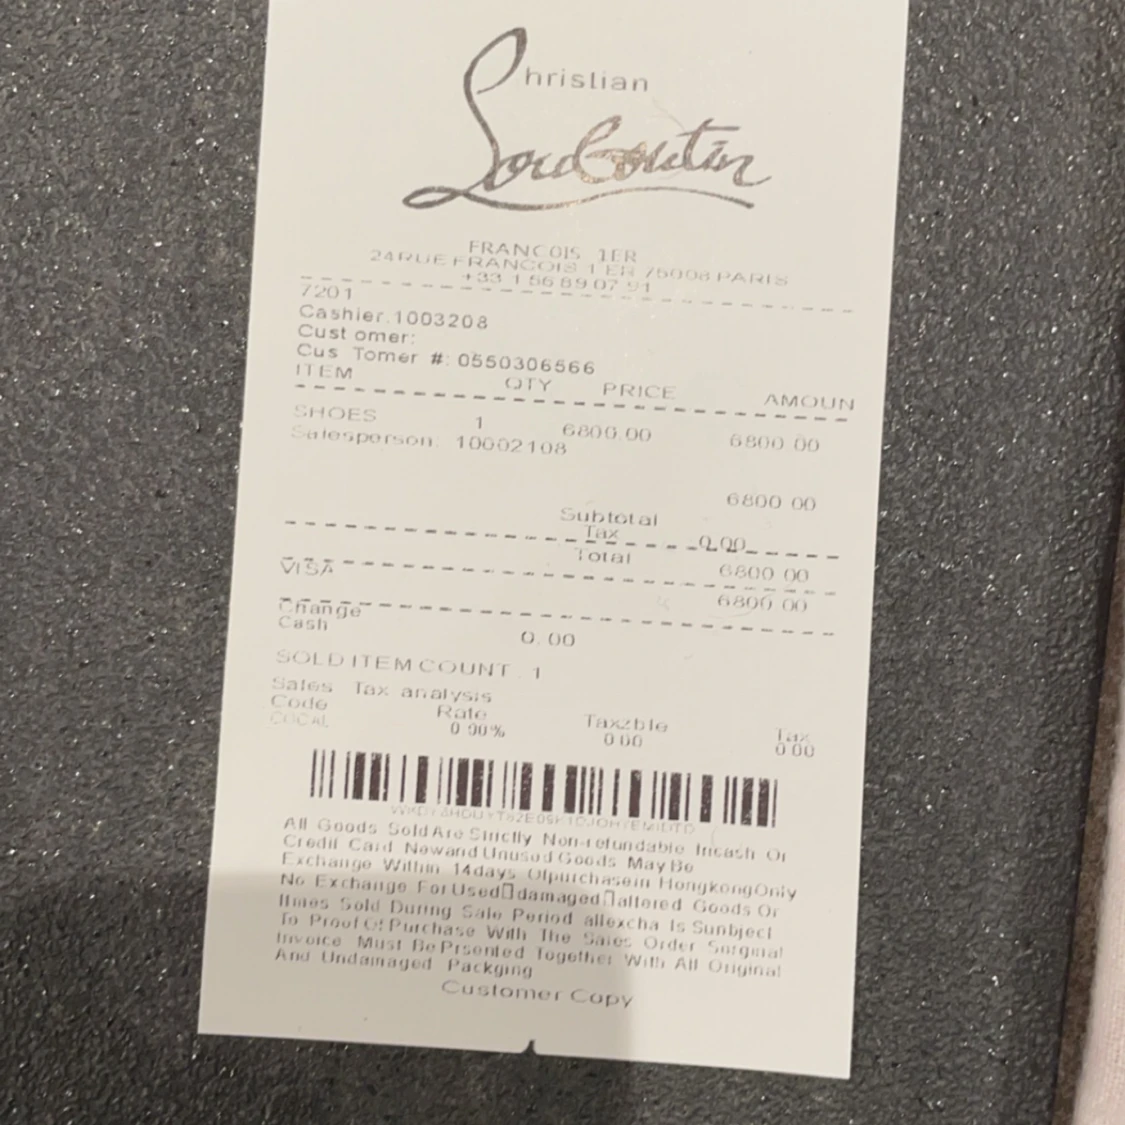 Christian
Louboutin
FRANCOIS 1ER
24 RUE FRANCOIS 1 ER 75008 PARIS
+33 1 56 89 07 91
7201
Cashier.1003208
Cust omer:
Cus Tomer #: 0550306566
ITEM QTY PRICE AMOUN
SHOES 1 6800.00 6800 00
Salesperson: 10002108
6800 00
Subtotal
Tax 0.00
Total 6800 00
VISA 6800 00
Change
Cash 0.00
SOLD ITEM COUNT 1
Sales Tax analysis
Code Rate Taxable Tax
LOCAL 0 00% 0 00 0 00
All Goods Sold Are Strictly Non-refundable Incash Or
Credit Card Newand Unused Goods May Be
Exchange Within 14days Ofpurchasein HongkongOnly
No Exchange For Used▯damaged▯altered Goods Or
Itmes Sold During Sale Period allexcha Is Sunbject
To Proof Of Purchase With The Sales Order Sorginal
Invoice Must Be Prsented Together With All Original
And Undamaged Packging
Customer Copy